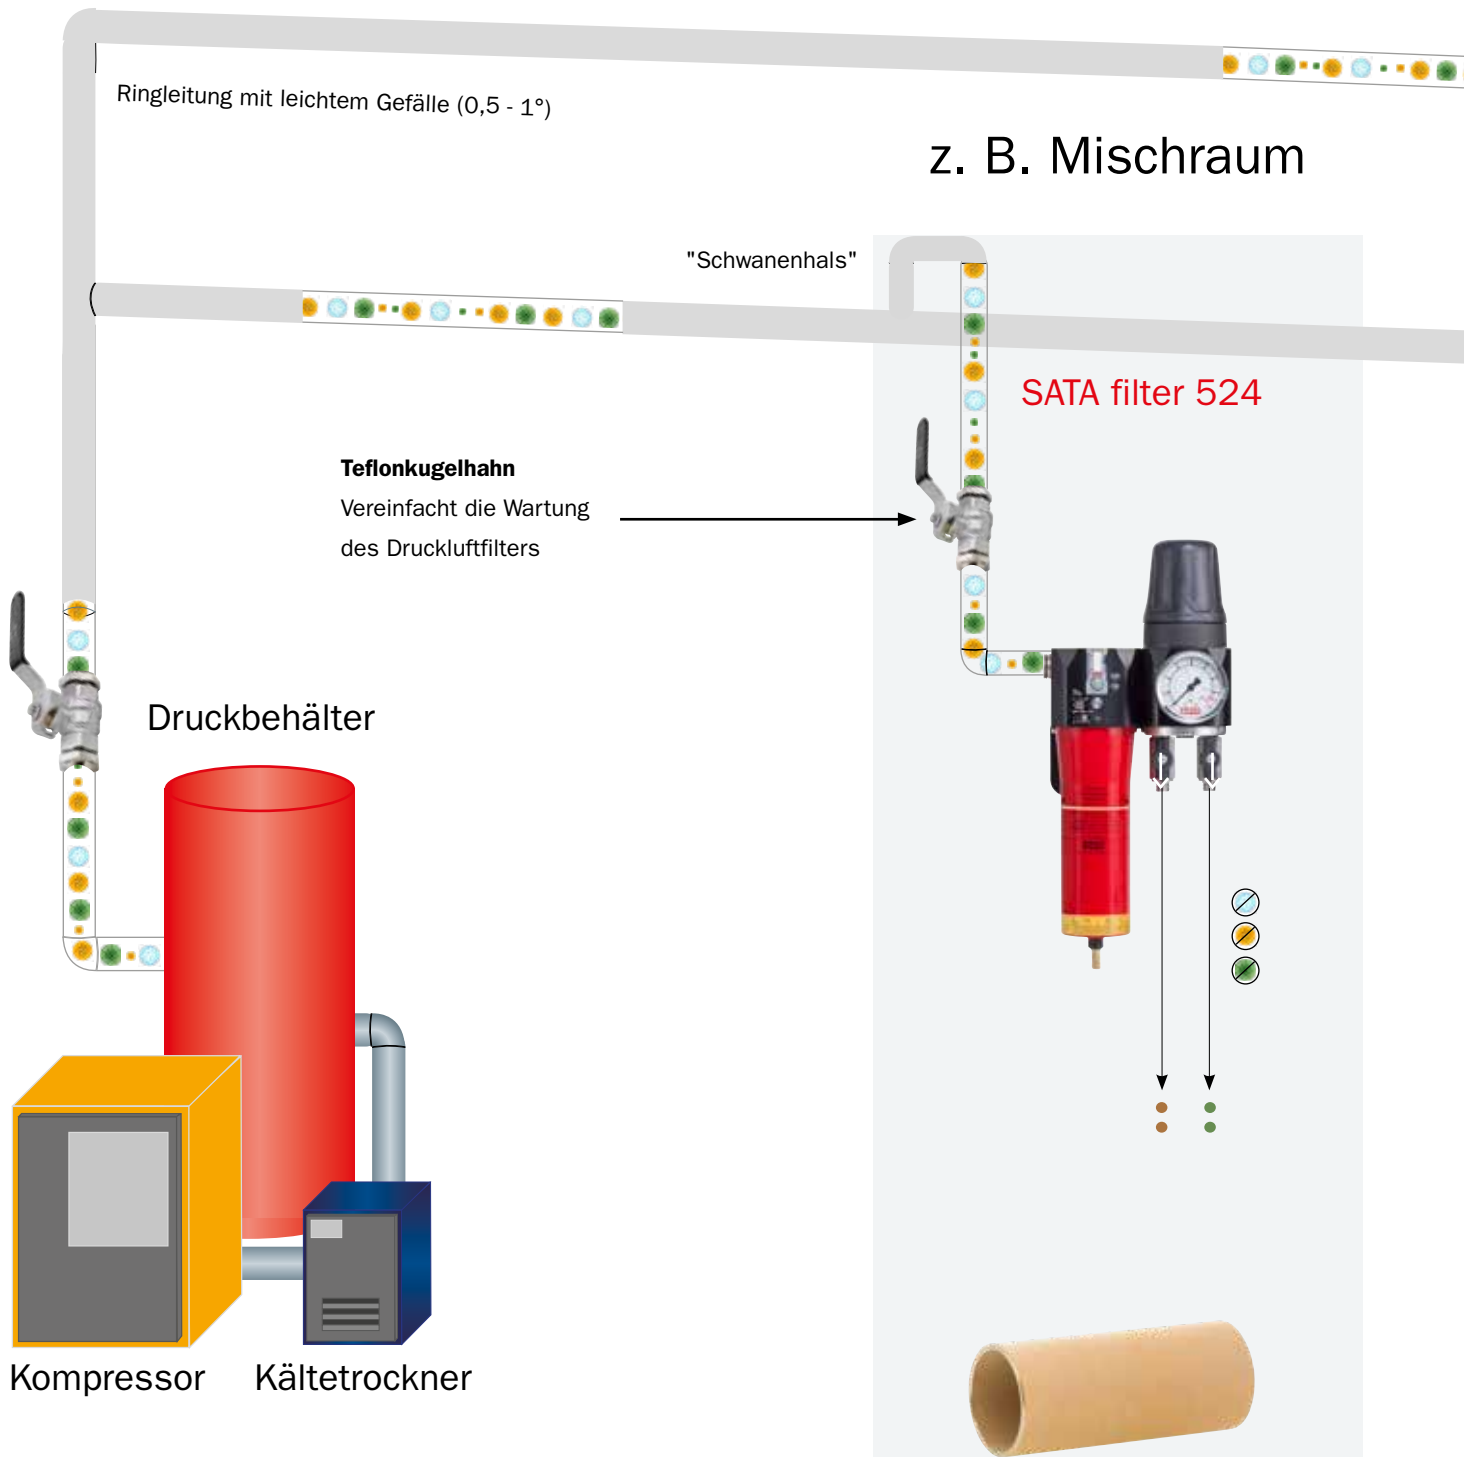 Ringleitung mit leichtem Gefälle (0,5 - 1°)
z. B. Mischraum
"Schwanenhals"
SATA filter 524
Teflonkugelhahn
Vereinfacht die Wartung
des Druckluftfilters
Druckbehälter
Kompressor
Kältetrockner